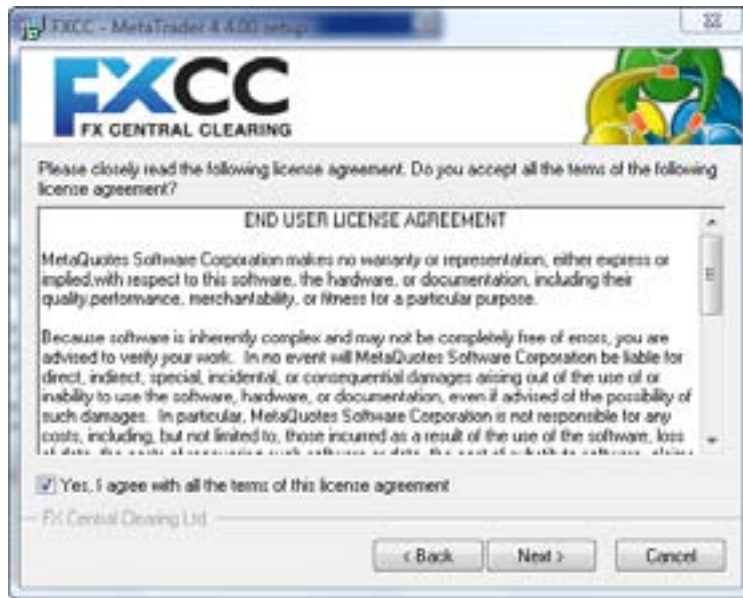 FXCC - MetaTrader 4 4.00 setup
FXCC
FX CENTRAL CLEARING
Please closely read the following license agreement. Do you accept all the terms of the following
license agreement?
END USER LICENSE AGREEMENT
MetaQuotes Software Corporation makes no warranty or representation, either express or
implied,with respect to this software, the hardware, or documentation, including their
quality,performance, merchantability, or fitness for a particular purpose.
Because software is inherently complex and may not be completely free of errors, you are
advised to verify your work. In no event will MetaQuotes Software Corporation be liable for
direct, indirect, special, incidental, or consequential damages arising out of the use of or
inability to use the software, hardware, or documentation, even if advised of the possibility of
such damages. In particular, MetaQuotes Software Corporation is not responsible for any
costs, including, but not limited to, those incurred as a result of the use of the software, loss
Yes, I agree with all the terms of this license agreement
FX Central Clearing Ltd
< Back Next > Cancel